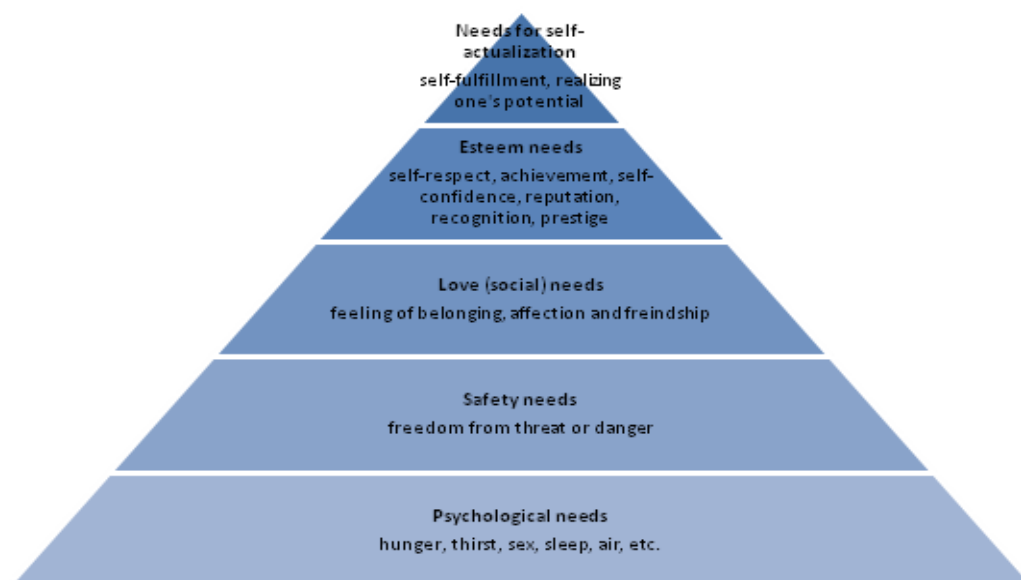 Needs for self-
actualization
self-fulfillment, realizing
one's potential
Esteem needs
self-respect, achievement, self-
confidence, reputation,
recognition, prestige
Love (social) needs
feeling of belonging, affection and freindship
Safety needs
freedom from threat or danger
Psychological needs
hunger, thirst, sex, sleep, air, etc.